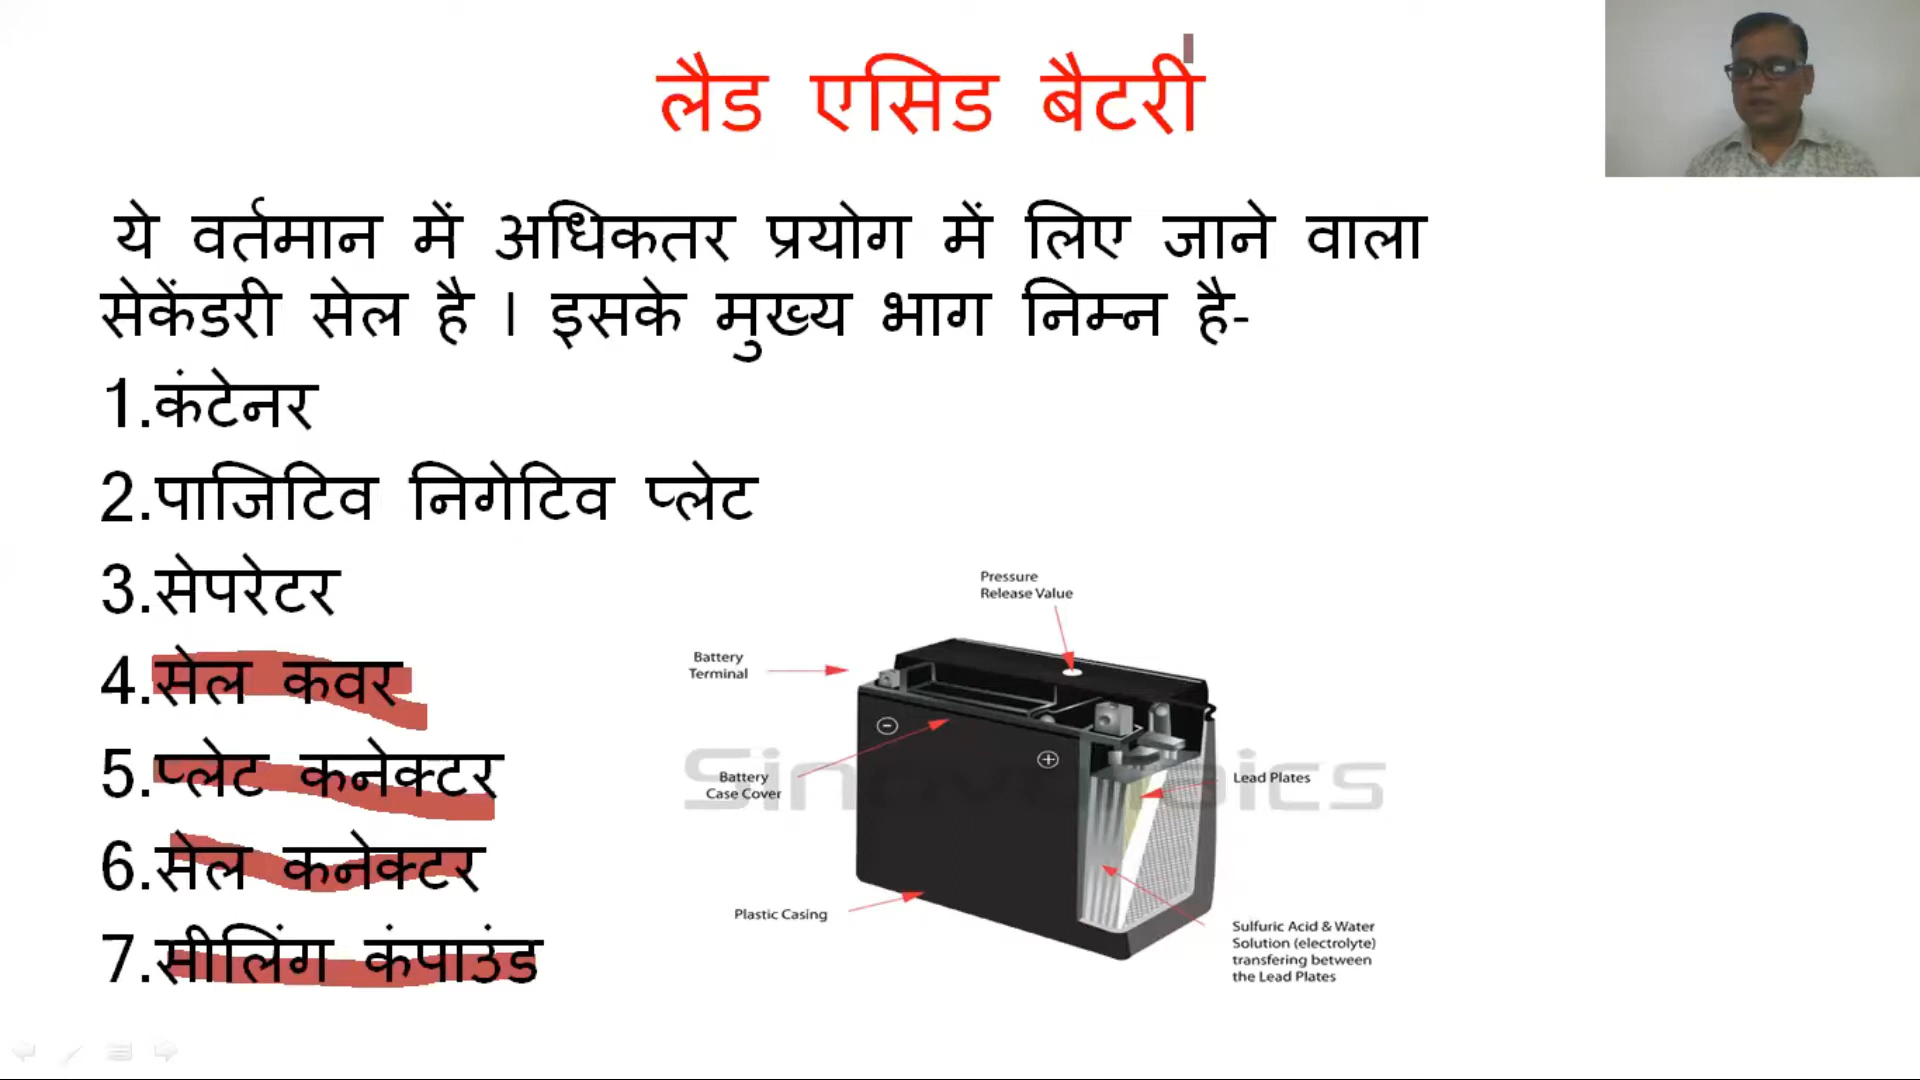 लैड एसिड बैटरी
ये वर्तमान में अधिकतर प्रयोग में लिए जाने वाला
सेकेंडरी सेल है । इसके मुख्य भाग निम्न है-
1.कंटेनर
2.पाजिटिव निगेटिव प्लेट
3.सेपरेटर
4.सेल कवर
5.प्लेट कनेक्टर
6.सेल कनेक्टर
7.सीलिंग कंपाउंड
Pressure
Release Value
Battery
Terminal
Battery
Case Cover
Lead Plates
Plastic Casing
Sulfuric Acid & Water
Solution (electrolyte)
transfering between
the Lead Plates